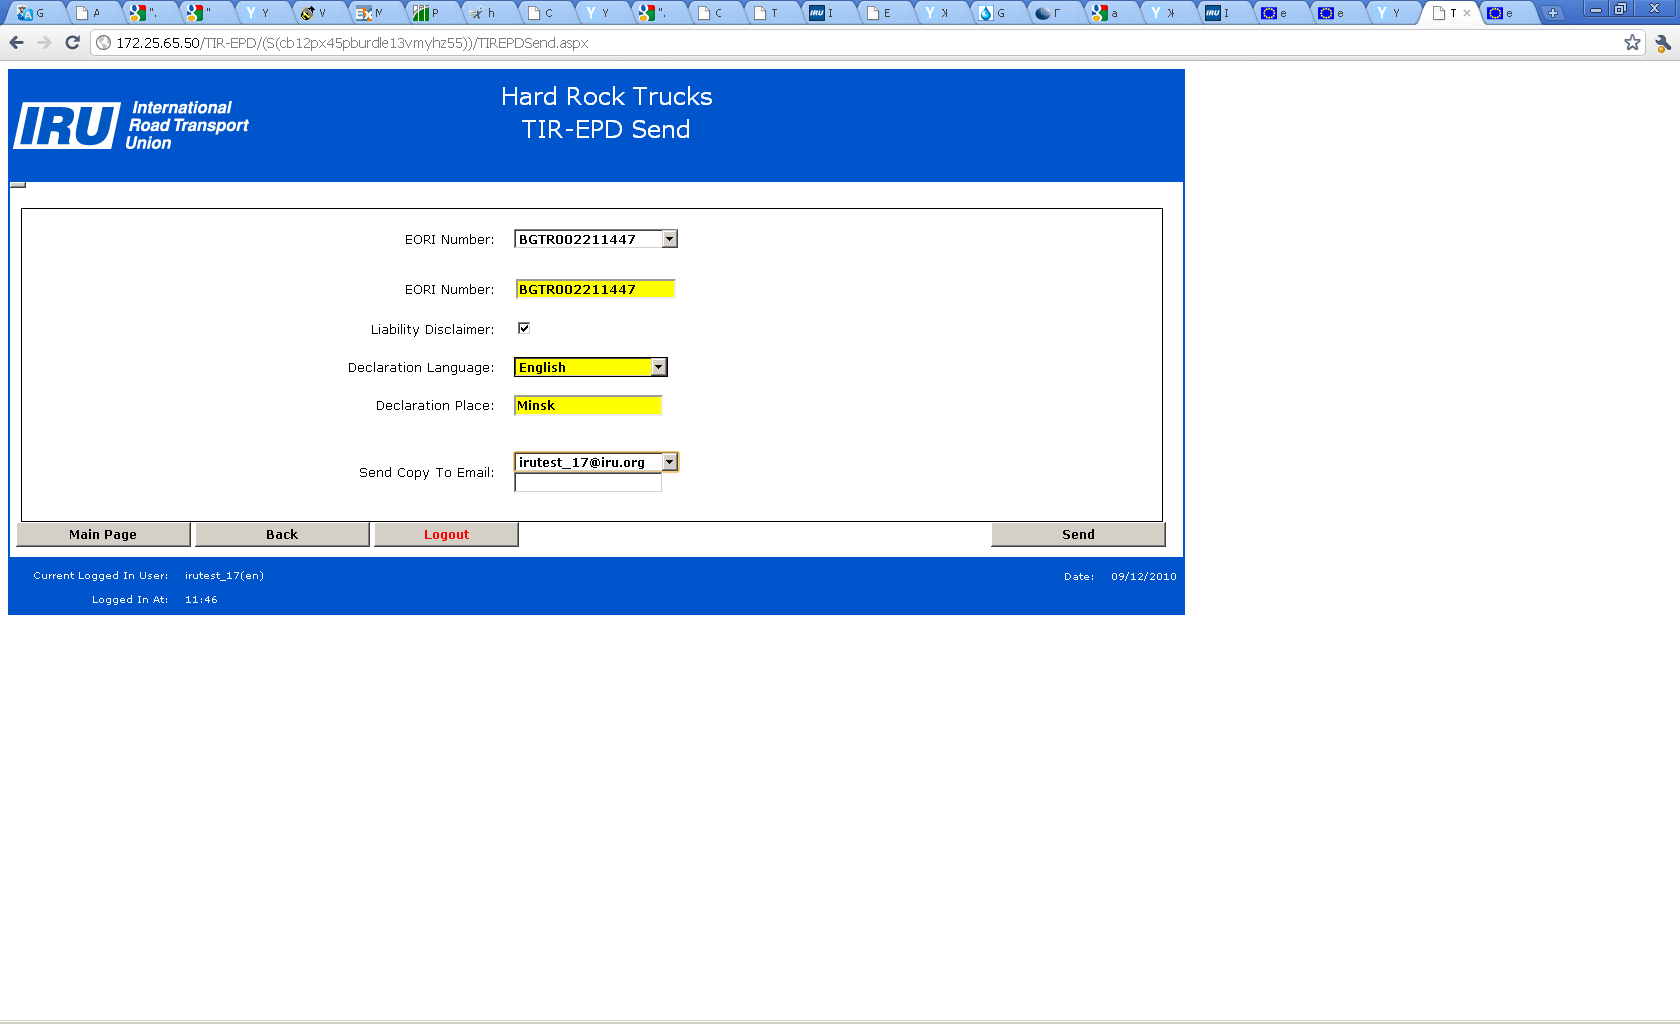 G A ". " Y V M P h C Y ". C T I E Ж G Г a Ж I e e Y T e
172.25.65.50/TIR-EPD/(S(cb12px45pburdle13vmyhz55))/TIREPDSend.aspx
IRU International
Road Transport
Union
Hard Rock Trucks
TIR-EPD Send
EORI Number: BGTR002211447
EORI Number: BGTR002211447
Liability Disclaimer:
Declaration Language: English
Declaration Place: Minsk
Send Copy To Email: irutest_17@iru.org
Main Page Back Logout Send
Current Logged In User: irutest_17(en) Date: 09/12/2010
Logged In At: 11:46